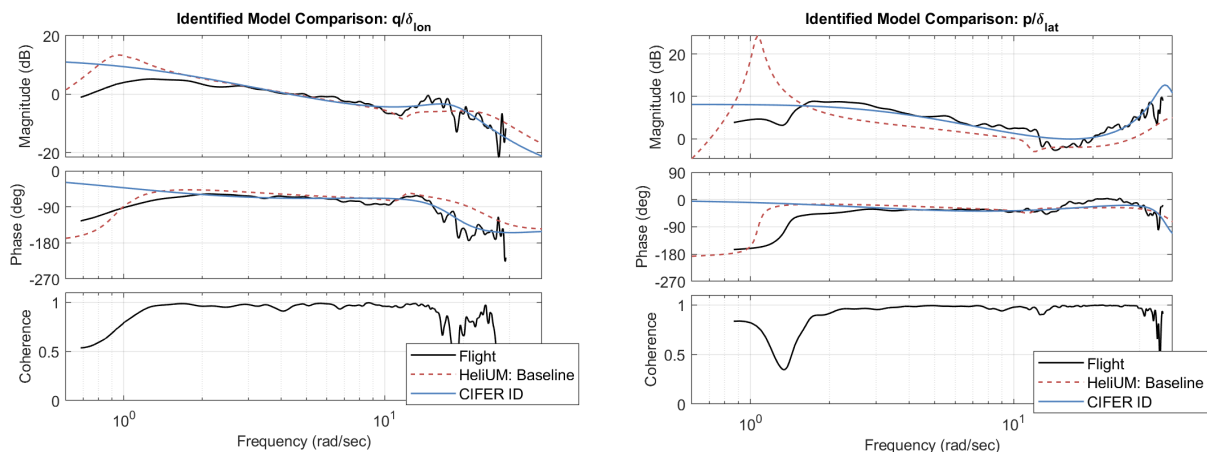 Identified Model Comparison: q/δlon
20
0
-20
Magnitude (dB)
0
-90
-180
-270
Phase (deg)
1
0.5
0
Coherence
Flight
HeliUM: Baseline
CIFER ID
10^0
10^1
Frequency (rad/sec)
Identified Model Comparison: p/δlat
20
10
0
Magnitude (dB)
90
0
-90
-180
-270
Phase (deg)
1
0.5
0
Coherence
Flight
HeliUM: Baseline
CIFER ID
10^0
10^1
Frequency (rad/sec)